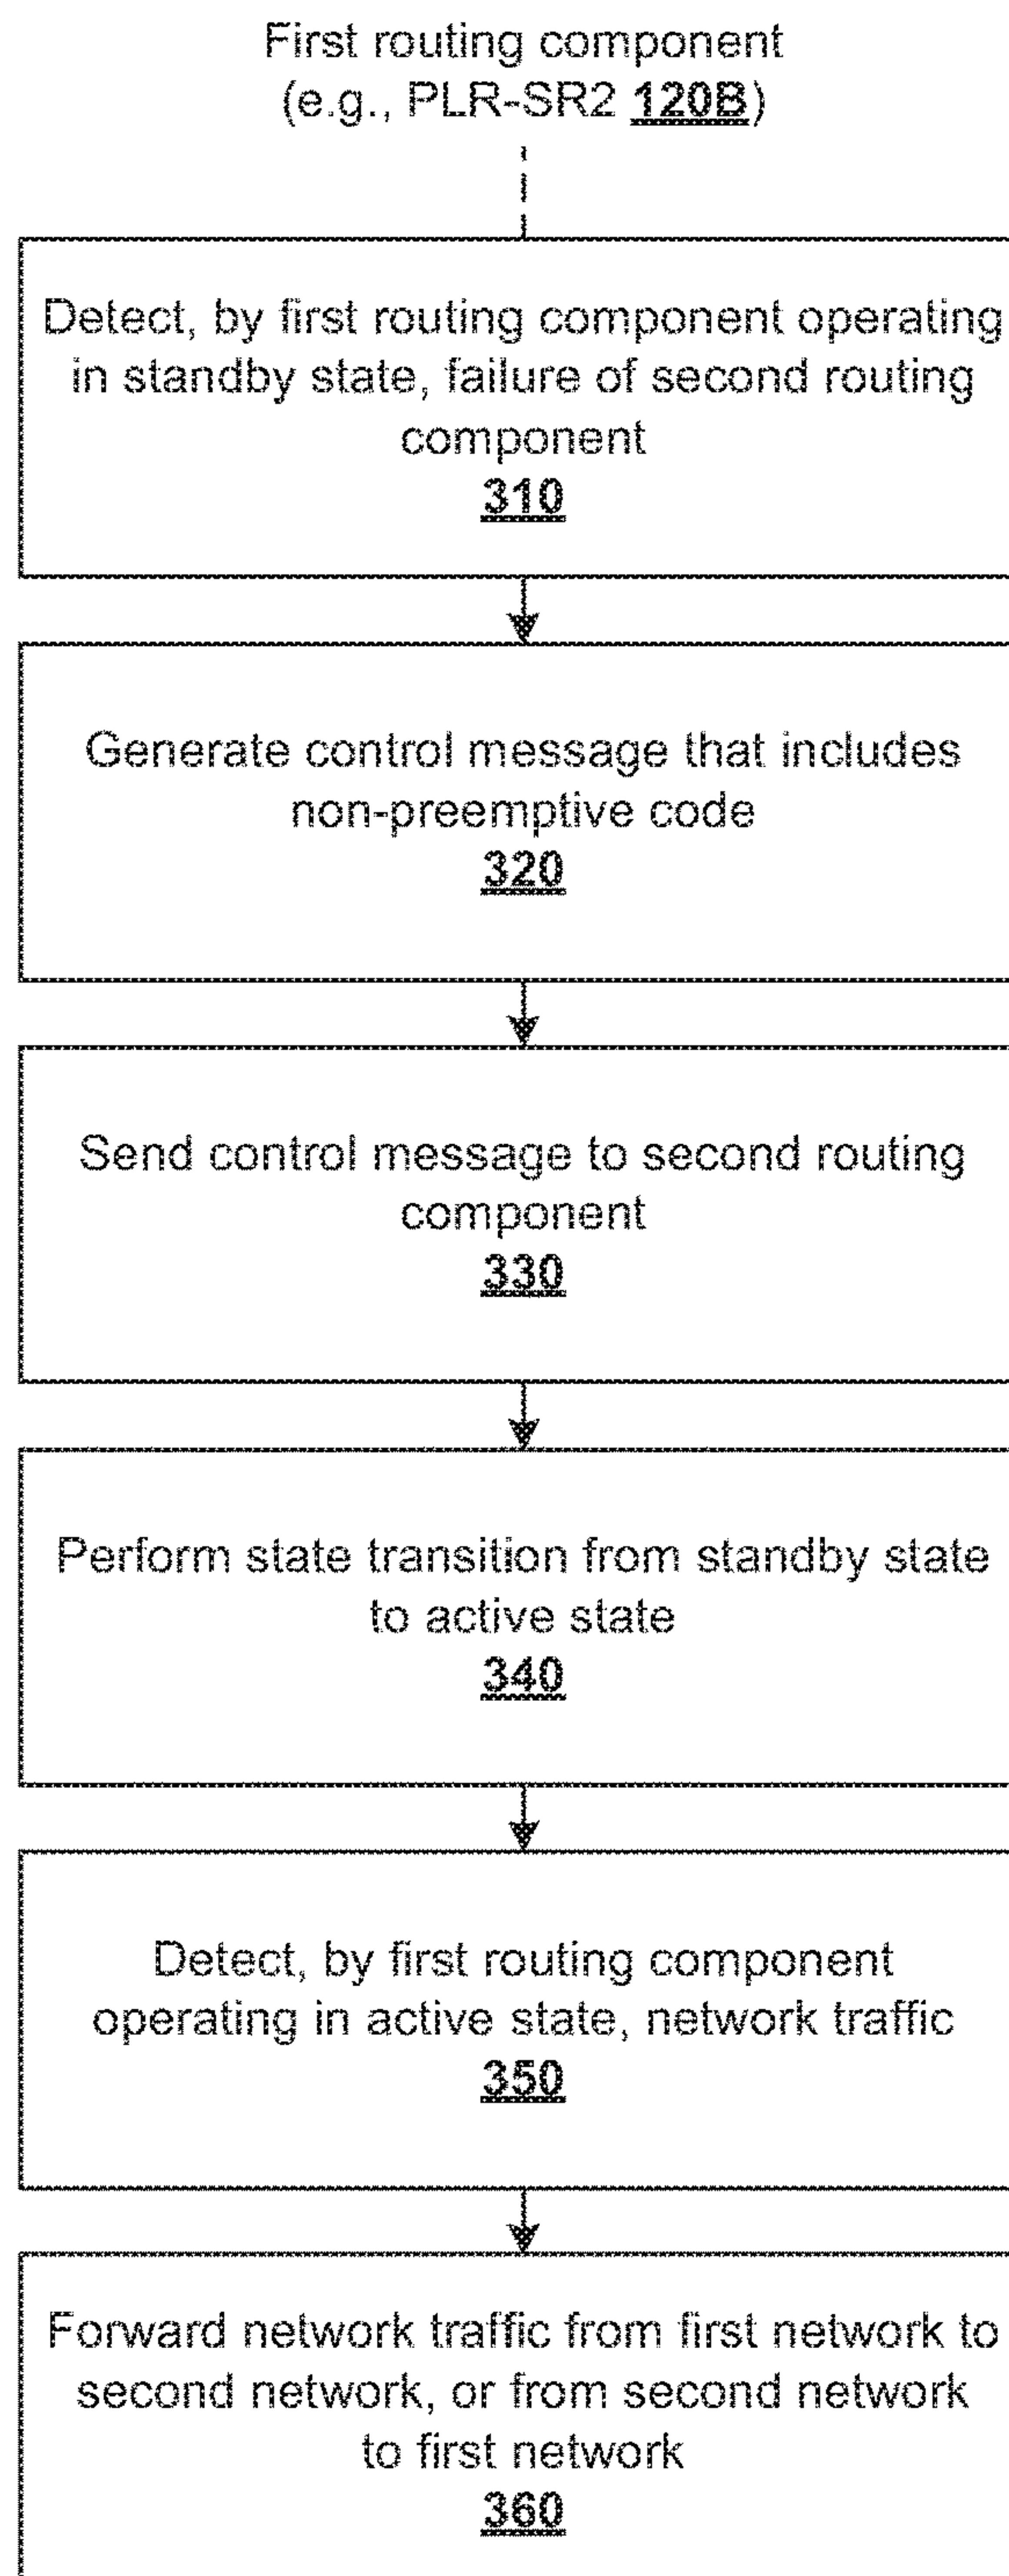 First routing component
(e.g., PLR-SR2 120B)
Detect, by first routing component operating
in standby state, failure of second routing
component
310
Generate control message that includes
non-preemptive code
320
Send control message to second routing
component
330
Perform state transition from standby state
to active state
340
Detect, by first routing component
operating in active state, network traffic
350
Forward network traffic from first network to
second network, or from second network
to first network
360